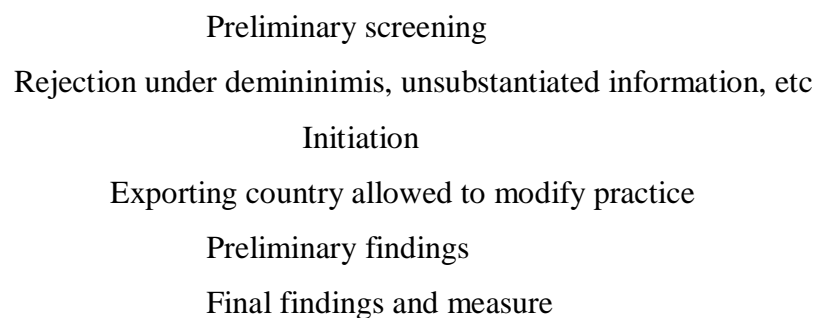 Preliminary screening
Rejection under demininimis, unsubstantiated information, etc
Initiation
Exporting country allowed to modify practice
Preliminary findings
Final findings and measure